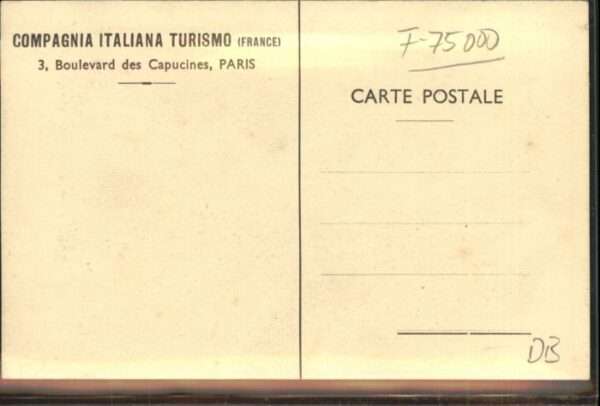 COMPAGNIA ITALIANA TURISMO (FRANCE)
3, Boulevard des Capucines, PARIS
F-75000
CARTE POSTALE
DB